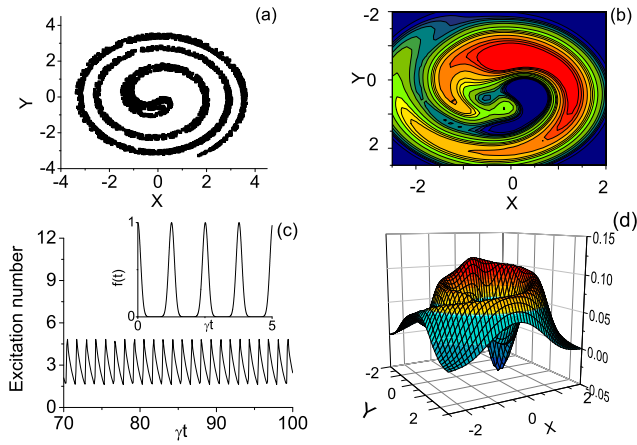 (a)
4
2
0
-2
-4
Y
-4 -2 0 2 4
X
(b)
-2
0
2
Y
-2 0 2
X
(c)
12
9
6
3
0
Excitation number
70 80 90 100
γt
1
0
f(t)
0 5
γt
(d)
0.15
0.10
0.05
0.00
-0.05
-2
0
2
Y
-2 0 2
X